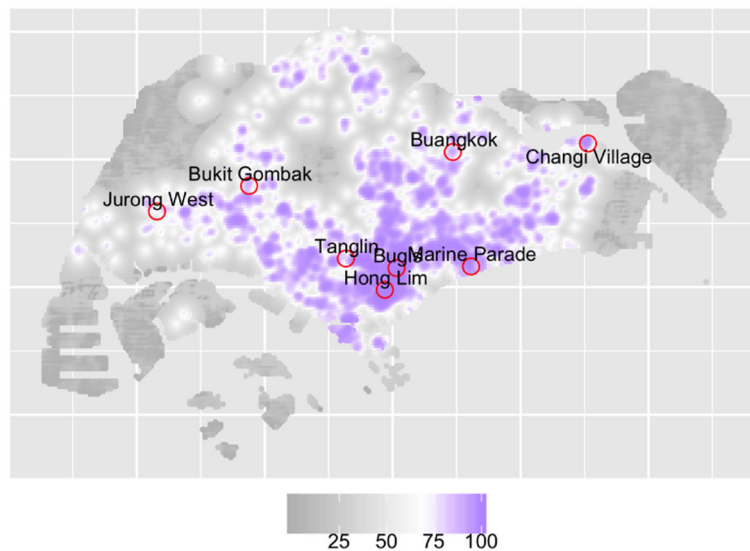 Buangkok
Changi Village
Bukit Gombak
Jurong West
Tanglin
Bugis
Marine Parade
Hong Lim
25 50 75 100